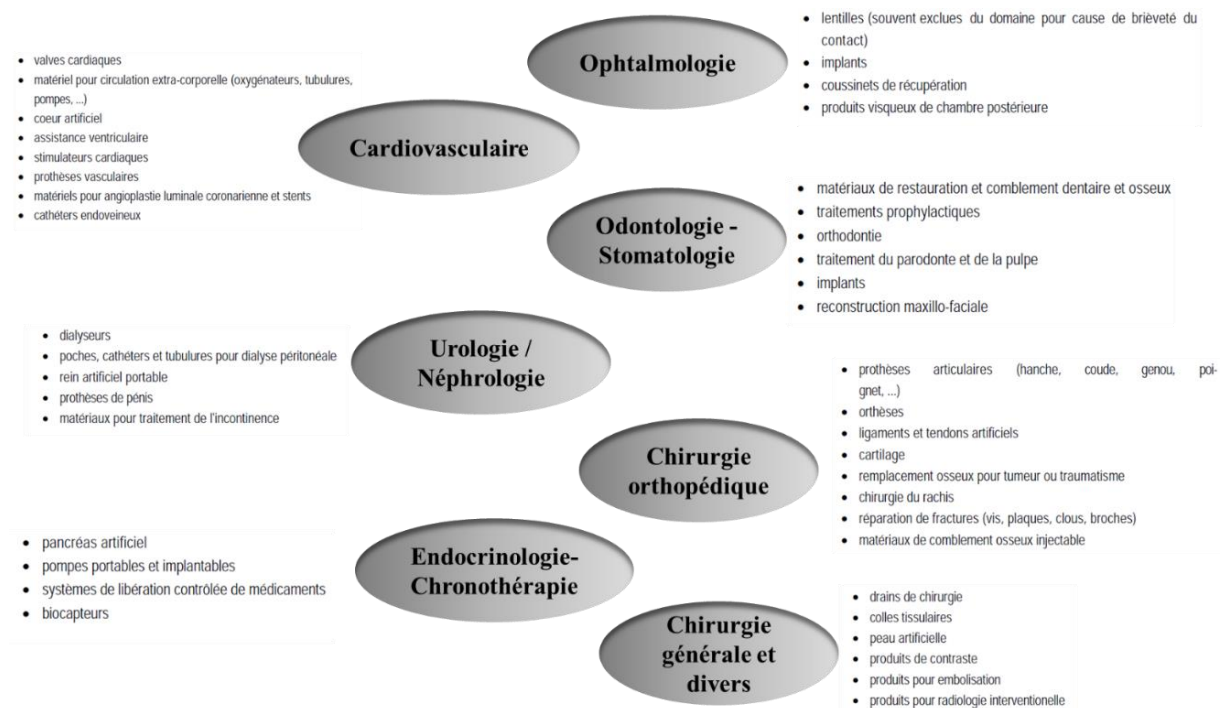 Ophtalmologie
• lentilles (souvent exclues du domaine pour cause de brièveté du
contact)
• implants
• coussinets de récupération
• produits visqueux de chambre postérieure
• valves cardiaques
• matériel pour circulation extra-corporelle (oxygénateurs, tubulures,
pompes, ...)
• coeur artificiel
• assistance ventriculaire
• stimulateurs cardiaques
• prothèses vasculaires
• matériels pour angioplastie luminale coronarienne et stents
• cathéters endoveineux
Cardiovasculaire
Odontologie -
Stomatologie
• matériaux de restauration et comblement dentaire et osseux
• traitements prophylactiques
• orthodontie
• traitement du parodonte et de la pulpe
• implants
• reconstruction maxillo-faciale
• dialyseurs
• poches, cathéters et tubulures pour dialyse péritonéale
• rein artificiel portable
• prothèses de pénis
• matériaux pour traitement de l'incontinence
Urologie /
Néphrologie
Chirurgie
orthopédique
• prothèses articulaires (hanche, coude, genou, poi-
gnet, ...)
• orthèses
• ligaments et tendons artificiels
• cartilage
• remplacement osseux pour tumeur ou traumatisme
• chirurgie du rachis
• réparation de fractures (vis, plaques, clous, broches)
• matériaux de comblement osseux injectable
• pancréas artificiel
• pompes portables et implantables
• systèmes de libération contrôlée de médicaments
• biocapteurs
Endocrinologie-
Chronothérapie
Chirurgie
générale et
divers
• drains de chirurgie
• colles tissulaires
• peau artificielle
• produits de contraste
• produits pour embolisation
• produits pour radiologie interventionelle